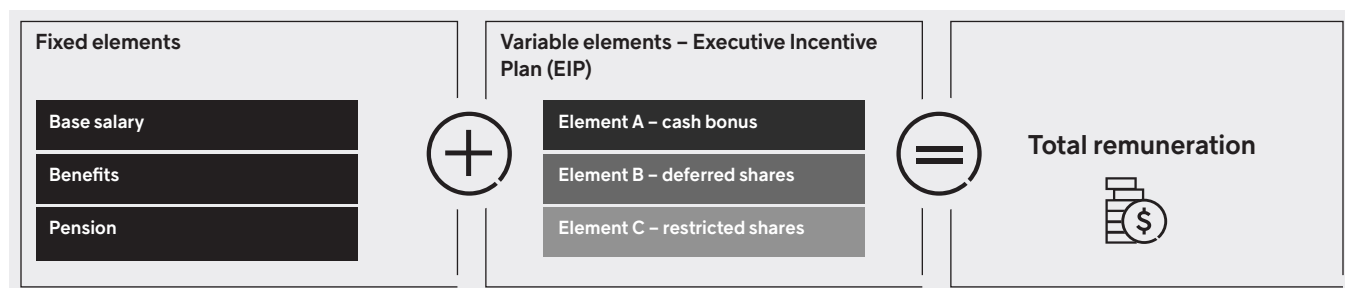 Fixed elements
Base salary
Benefits
Pension
Variable elements – Executive Incentive
Plan (EIP)
Element A – cash bonus
Element B – deferred shares
Element C – restricted shares
Total remuneration
$